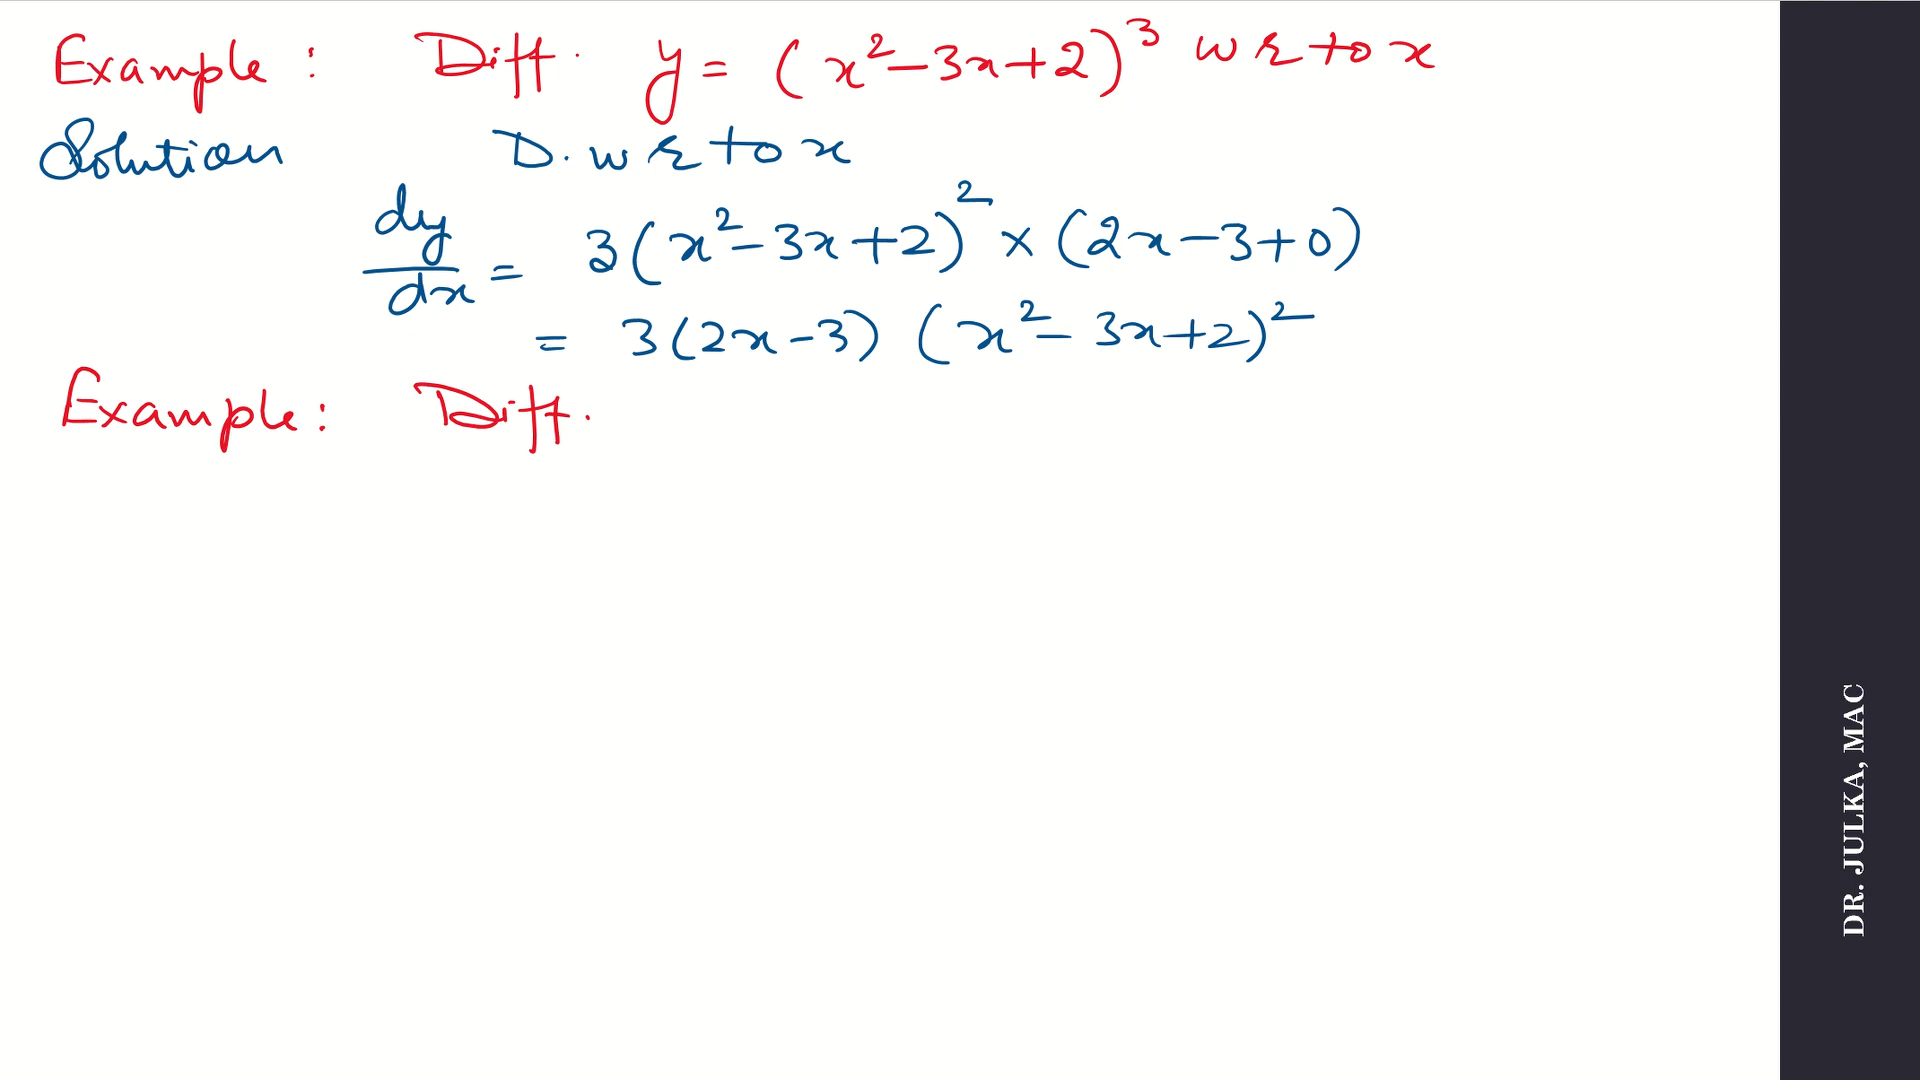 Example : Diff. y = (x²-3x+2)³ w r to x
Solution D. w r to x
dy/dx = 3(x²-3x+2)² × (2x-3+0)
= 3(2x-3) (x²-3x+2)²
Example : Diff.
DR. JULKA, MAC